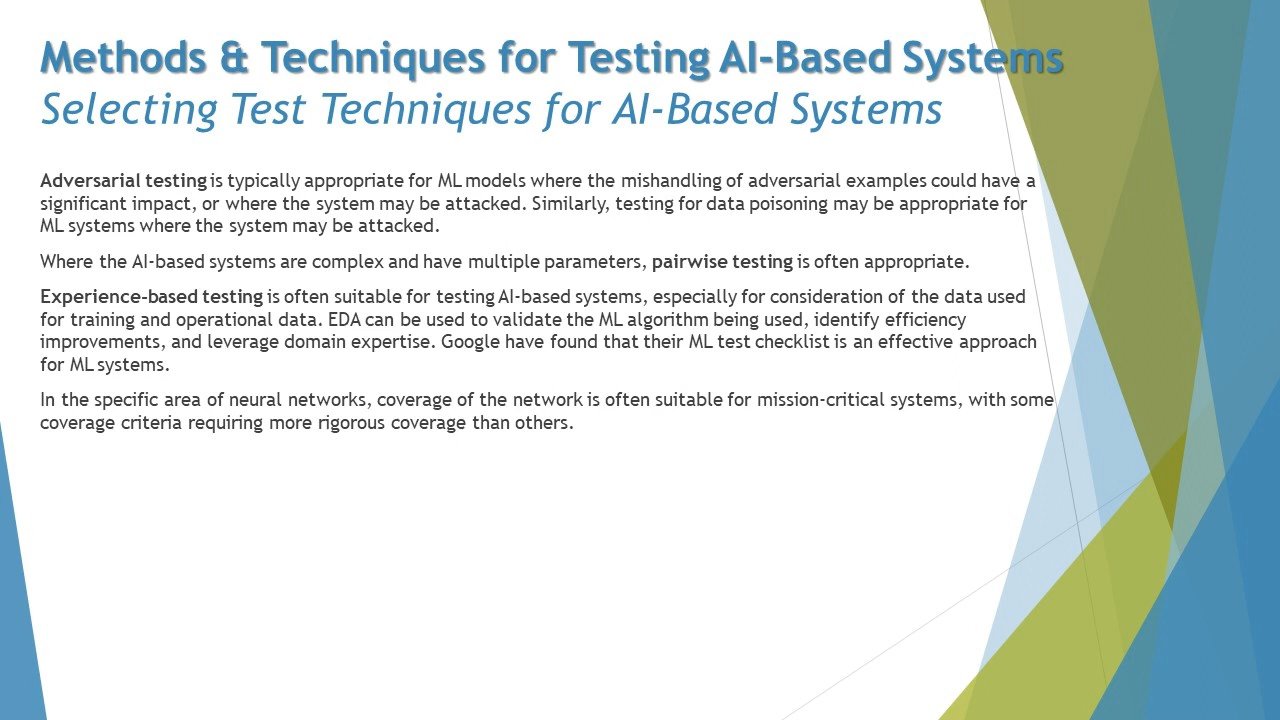 Methods & Techniques for Testing AI-Based Systems
Selecting Test Techniques for AI-Based Systems
Adversarial testing is typically appropriate for ML models where the mishandling of adversarial examples could have a
significant impact, or where the system may be attacked. Similarly, testing for data poisoning may be appropriate for
ML systems where the system may be attacked.
Where the AI-based systems are complex and have multiple parameters, pairwise testing is often appropriate.
Experience-based testing is often suitable for testing AI-based systems, especially for consideration of the data used
for training and operational data. EDA can be used to validate the ML algorithm being used, identify efficiency
improvements, and leverage domain expertise. Google have found that their ML test checklist is an effective approach
for ML systems.
In the specific area of neural networks, coverage of the network is often suitable for mission-critical systems, with some
coverage criteria requiring more rigorous coverage than others.